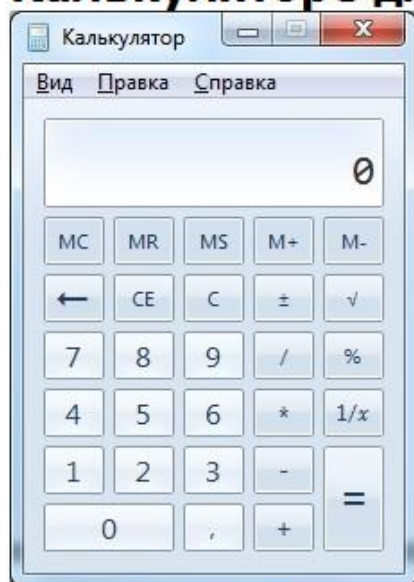 Калькулятор
Вид Правка Справка
0
MC MR MS M+ M-
← CE C ± √
7 8 9 / %
4 5 6 * 1/x
1 2 3 - =
0 , +